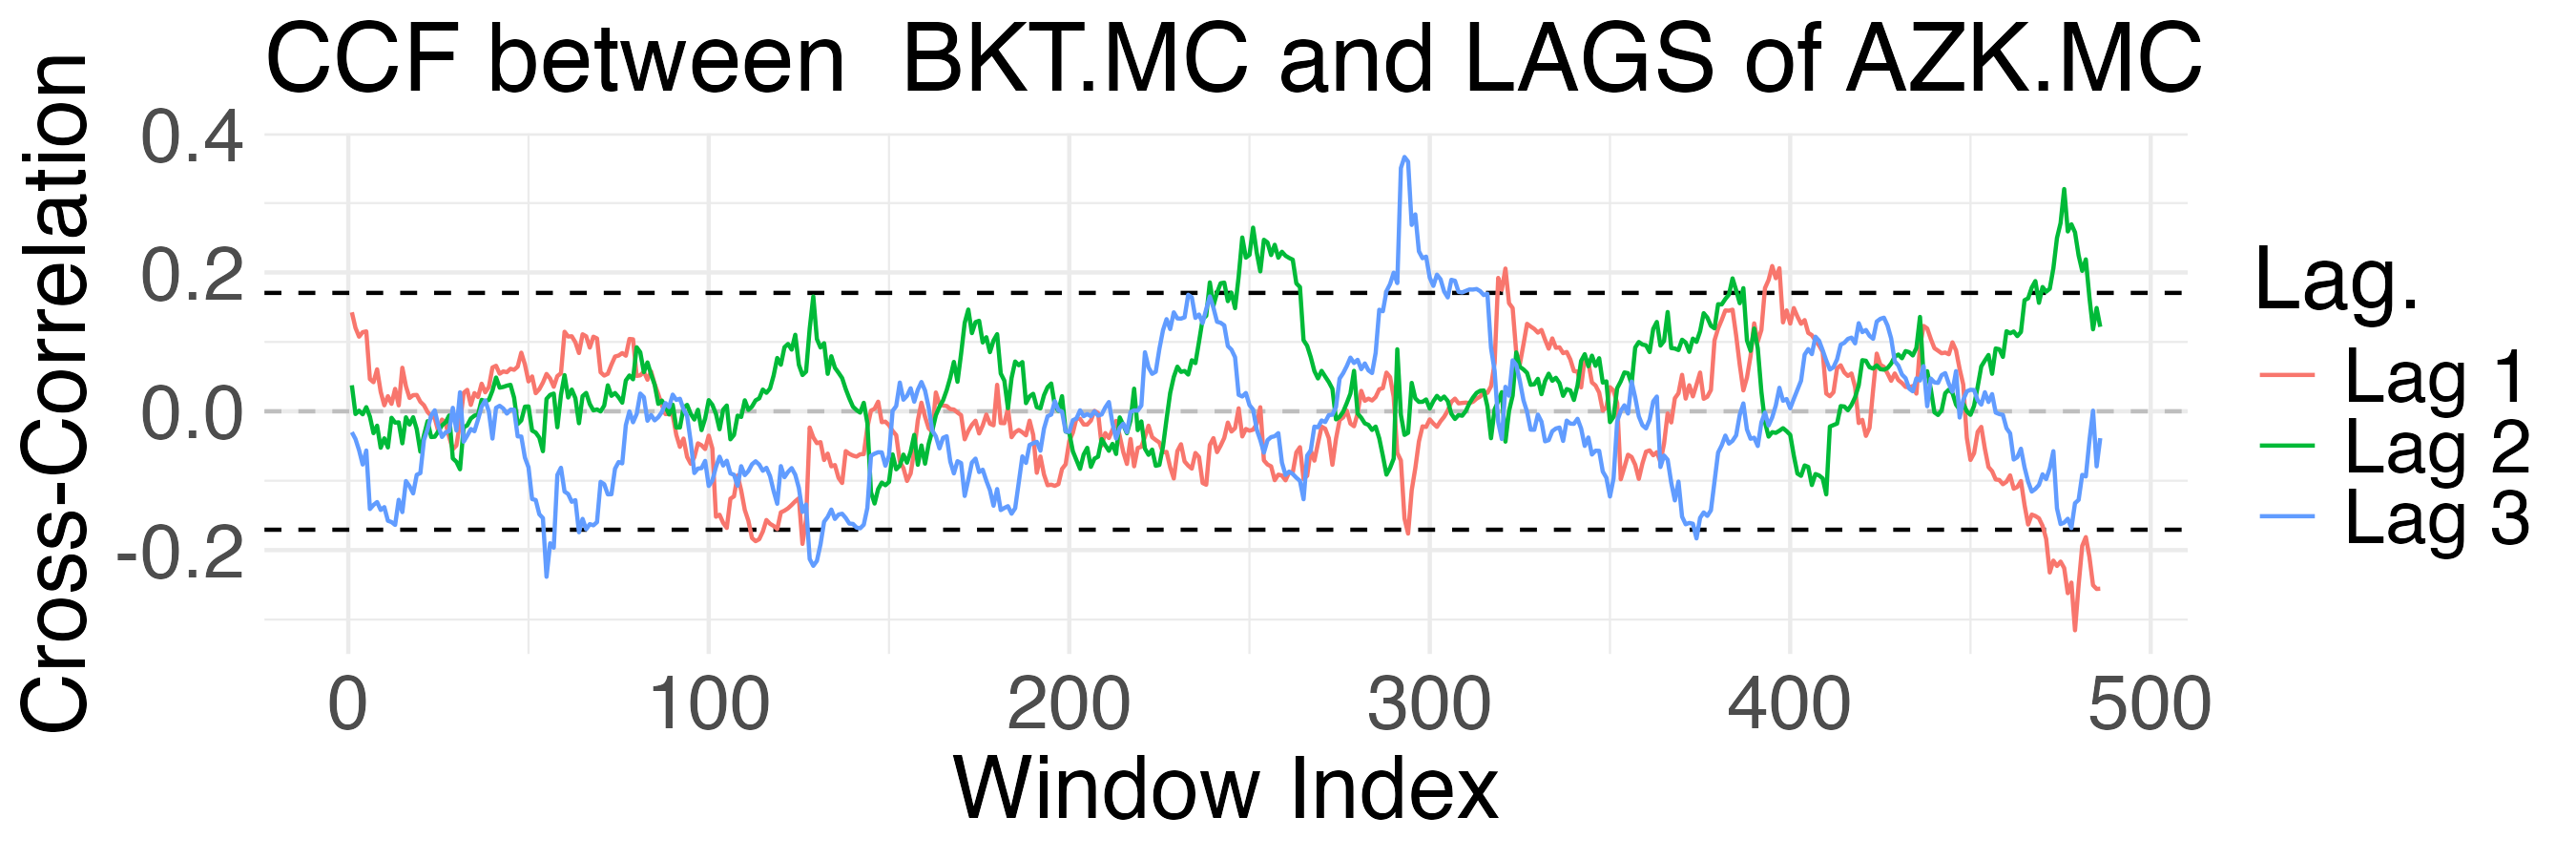 CCF between  BKT.MC and LAGS of AZK.MC
Cross-Correlation
0.4
0.2
0.0
-0.2
0 100 200 300 400 500
Window Index
Lag.
Lag 1
Lag 2
Lag 3